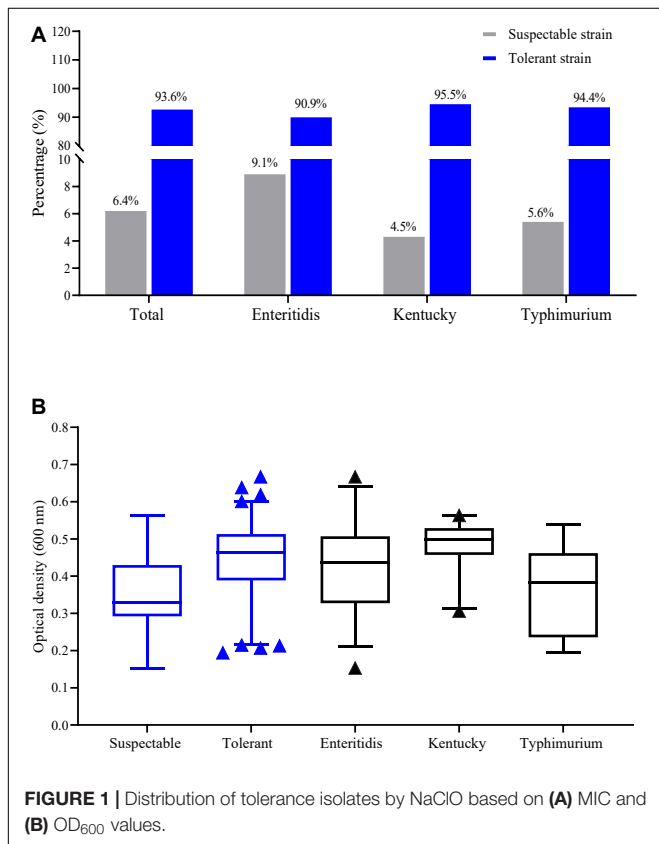 A
Suspectable strain
Tolerant strain
Percentrage (%)
120
110
100
90
80
10
8
6
4
2
0
6.4%
93.6%
9.1%
90.9%
4.5%
95.5%
5.6%
94.4%
Total
Enteritidis
Kentucky
Typhimurium
B
Optical density (600 nm)
0.8
0.7
0.6
0.5
0.4
0.3
0.2
0.1
0.0
Suspectable
Tolerant
Enteritidis
Kentucky
Typhimurium
FIGURE 1 | Distribution of tolerance isolates by NaClO based on (A) MIC and
(B) OD600 values.